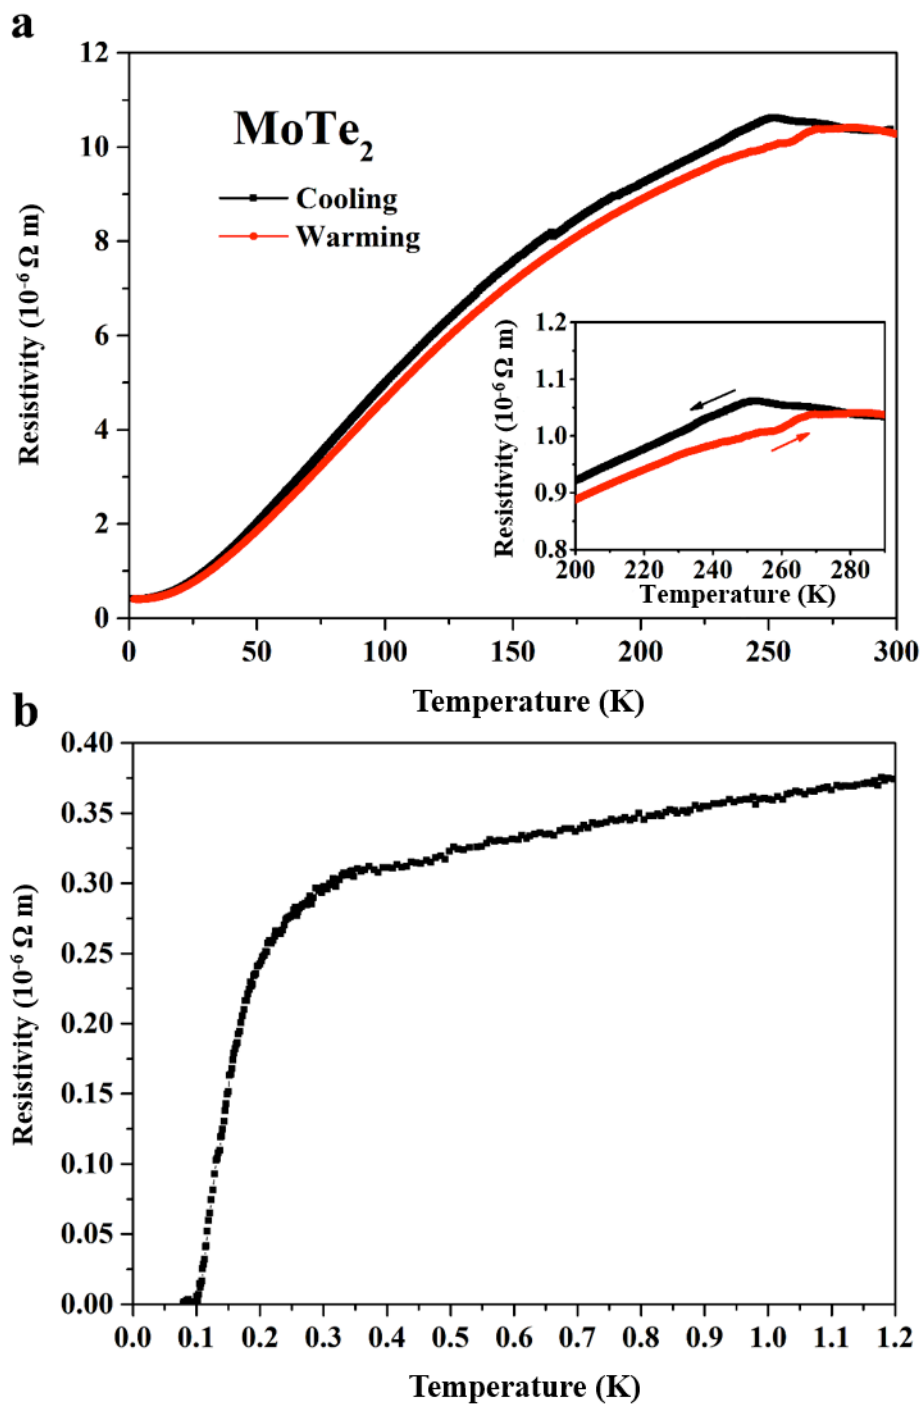 a
MoTe₂
Cooling
Warming
Resistivity (10⁻⁶ Ω m)
12
10
8
6
4
2
0
0 50 100 150 200 250 300
Temperature (K)
Resistivity (10⁻⁶ Ω m)
1.2
1.1
1.0
0.9
0.8
200 220 240 260 280
Temperature (K)
b
Resistivity (10⁻⁶ Ω m)
0.40
0.35
0.30
0.25
0.20
0.15
0.10
0.05
0.00
0.0 0.1 0.2 0.3 0.4 0.5 0.6 0.7 0.8 0.9 1.0 1.1 1.2
Temperature (K)